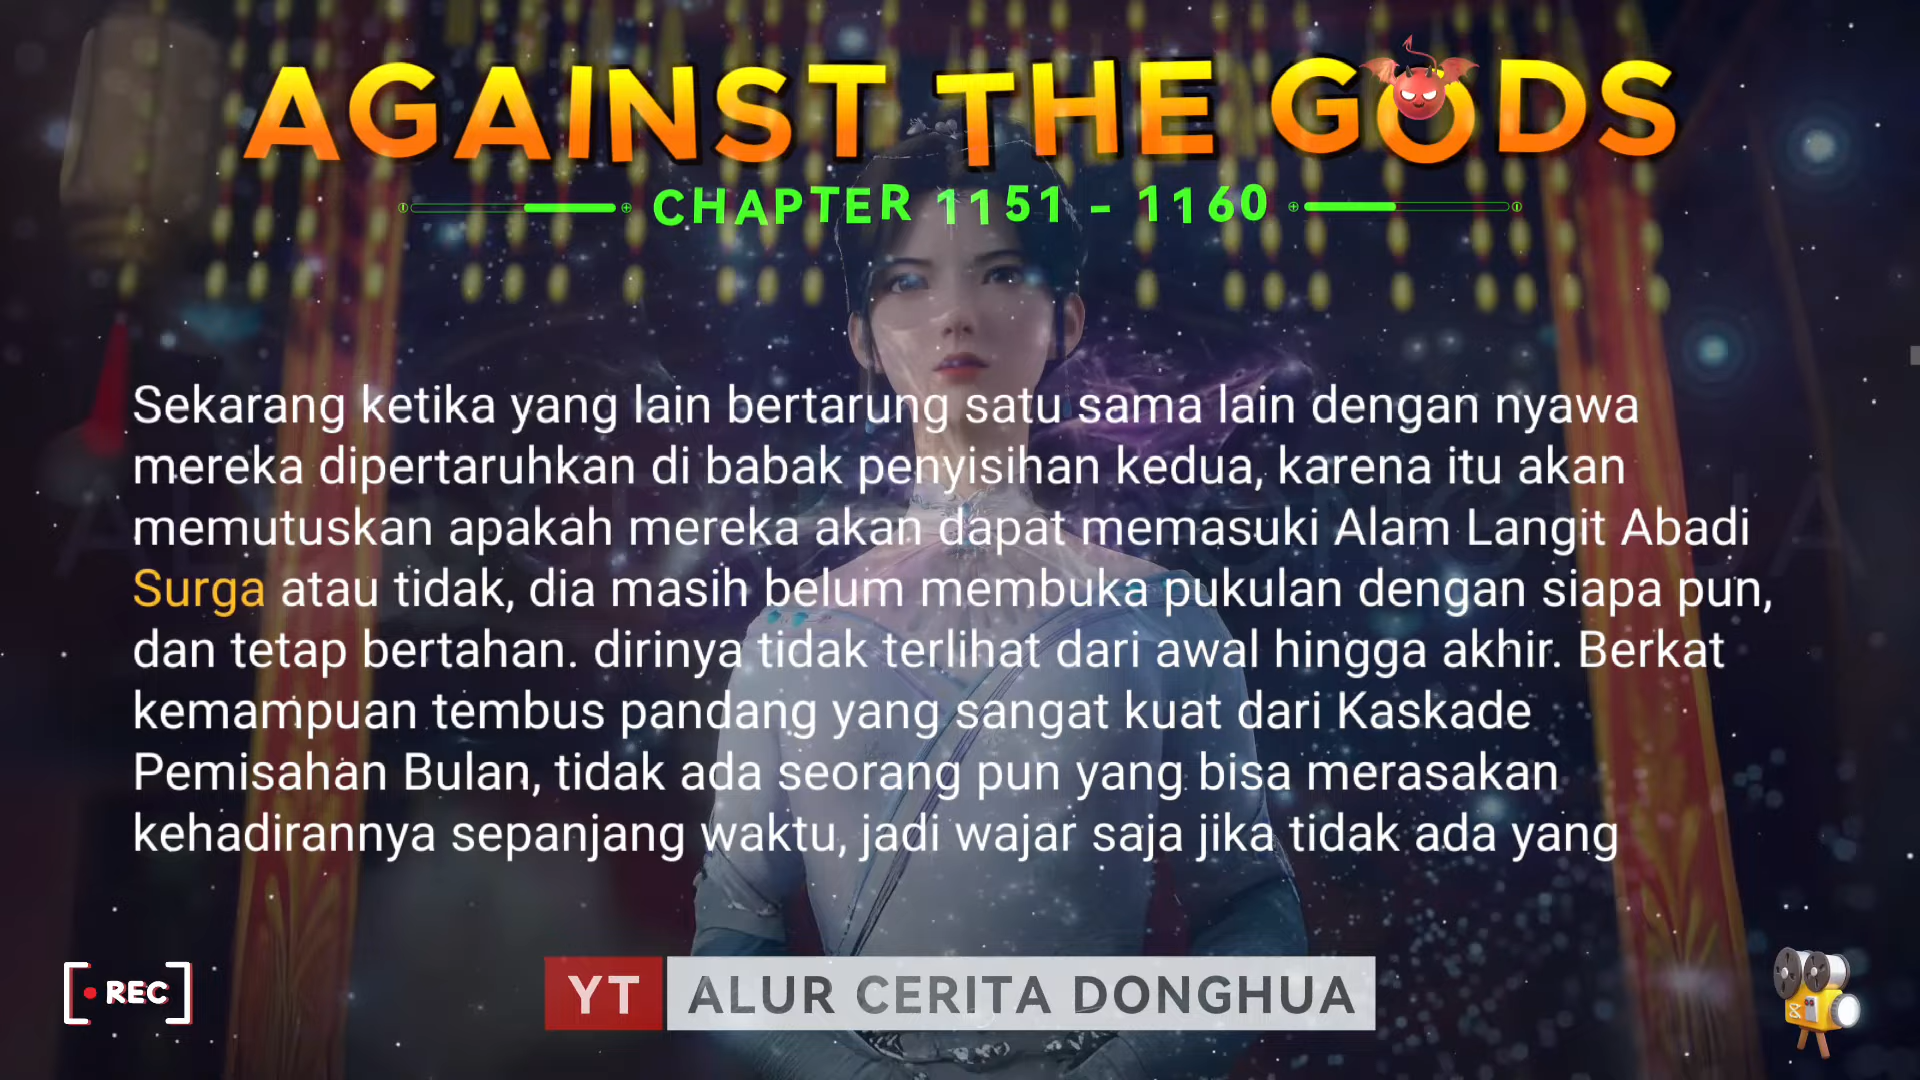 AGAINST THE GODS
CHAPTER 1151 - 1160
Sekarang ketika yang lain bertarung satu sama lain dengan nyawa
mereka dipertaruhkan di babak penyisihan kedua, karena itu akan
memutuskan apakah mereka akan dapat memasuki Alam Langit Abadi
Surga atau tidak, dia masih belum membuka pukulan dengan siapa pun,
dan tetap bertahan. dirinya tidak terlihat dari awal hingga akhir. Berkat
kemampuan tembus pandang yang sangat kuat dari Kaskade
Pemisahan Bulan, tidak ada seorang pun yang bisa merasakan
kehadirannya sepanjang waktu, jadi wajar saja jika tidak ada yang
REC
YT ALUR CERITA DONGHUA